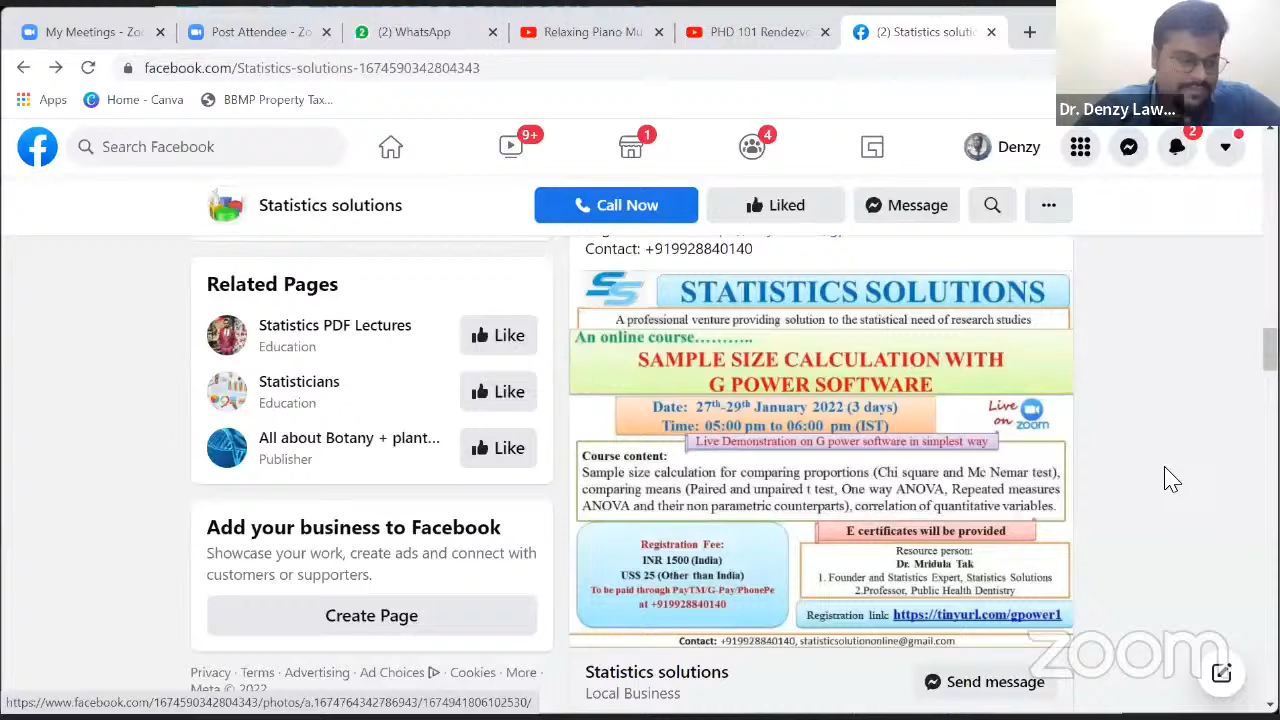 My Meetings - Zo
Post Attendee - Zo
2
(2) WhatsApp
Relaxing Piano Mu
PHD 101 Rendezvo
(2) Statistics solutio
facebook.com/Statistics-solutions-1674590342804343
Apps
Home - Canva
BBMP Property Tax...
Dr. Denzy Law...
Search Facebook
9+
1
4
Denzy
2
Statistics solutions
Call Now
Liked
Message
Contact: +919928840140
Related Pages
Statistics PDF Lectures
Education
Like
Statisticians
Education
Like
All about Botany + plant...
Publisher
Like
Add your business to Facebook
Showcase your work, create ads and connect with
customers or supporters.
Create Page
Privacy · Terms · Advertising · Ad Choices · Cookies · More ·
Meta © 2022
SS
STATISTICS SOLUTIONS
A professional venture providing solution to the statistical need of research studies
An online course...........
SAMPLE SIZE CALCULATION WITH
G POWER SOFTWARE
Date: 27th-29th January 2022 (3 days)
Time: 05:00 pm to 06:00 pm (IST)
Live
on zoom
Live Demonstration on G power software in simplest way
Course content:
Sample size calculation for comparing proportions (Chi square and Mc Nemar test),
comparing means (Paired and unpaired t test, One way ANOVA, Repeated measures
ANOVA and their non parametric counterparts), correlation of quantitative variables.
Registration Fee:
INR 1500 (India)
US$ 25 (Other than India)
To be paid through PayTM/G-Pay/PhonePe
at +919928840140
E certificates will be provided
Resource person:
Dr. Mridula Tak
1. Founder and Statistics Expert, Statistics Solutions
2.Professor, Public Health Dentistry
Registration link: https://tinyurl.com/gpower1
Contact: +919928840140, statisticsolutiononline@gmail.com
Statistics solutions
Local Business
Send message
zoom
https://www.facebook.com/1674590342804343/photos/a.1674764342786943/1674941806102530/